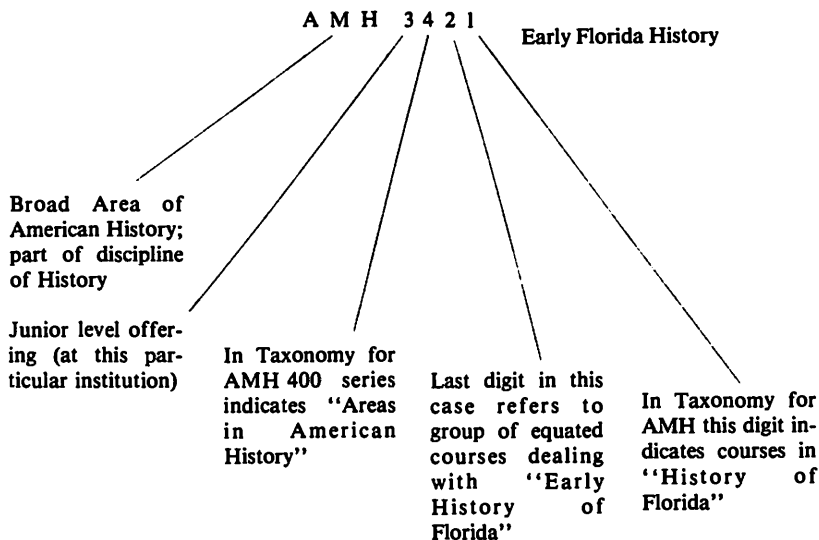 A M H 3 4 2 1
Early Florida History
Broad Area of
American History;
part of discipline
of History
Junior level offer-
ing (at this par-
ticular institution)
In Taxonomy for
AMH 400 series
indicates ‘‘Areas
in American
History’’
Last digit in this
case refers to
group of equated
courses dealing
with ‘‘Early
History of
Florida’’
In Taxonomy for
AMH this digit in-
dicates courses in
‘‘History of
Florida’’